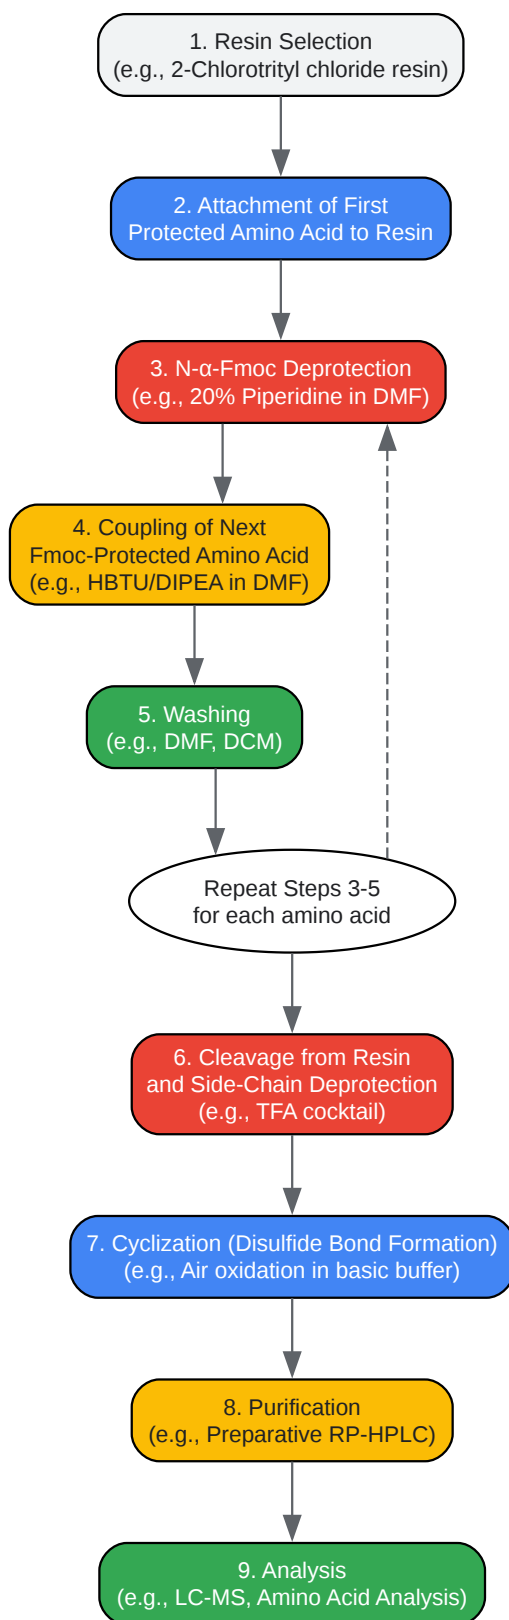 1. Resin Selection
(e.g., 2-Chlorotrityl chloride resin)
2. Attachment of First
Protected Amino Acid to Resin
3. N-α-Fmoc Deprotection
(e.g., 20% Piperidine in DMF)
4. Coupling of Next
Fmoc-Protected Amino Acid
(e.g., HBTU/DIPEA in DMF)
5. Washing
(e.g., DMF, DCM)
Repeat Steps 3-5
for each amino acid
6. Cleavage from Resin
and Side-Chain Deprotection
(e.g., TFA cocktail)
7. Cyclization (Disulfide Bond Formation)
(e.g., Air oxidation in basic buffer)
8. Purification
(e.g., Preparative RP-HPLC)
9. Analysis
(e.g., LC-MS, Amino Acid Analysis)